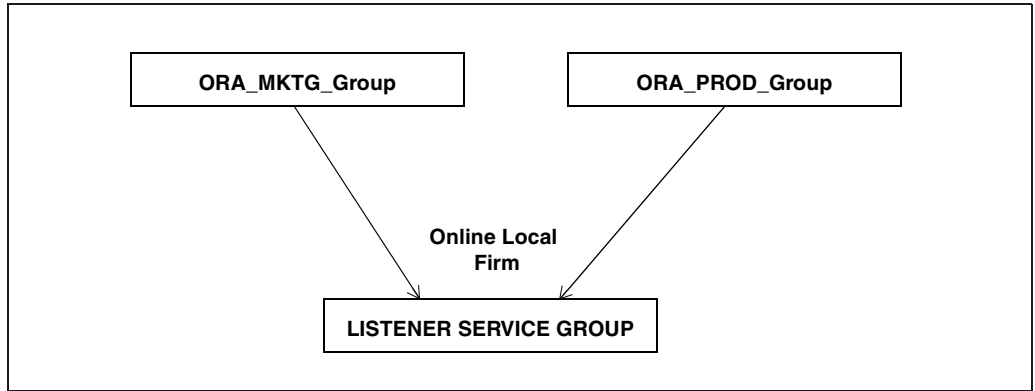 ORA_MKTG_Group
ORA_PROD_Group
Online Local
Firm
LISTENER SERVICE GROUP